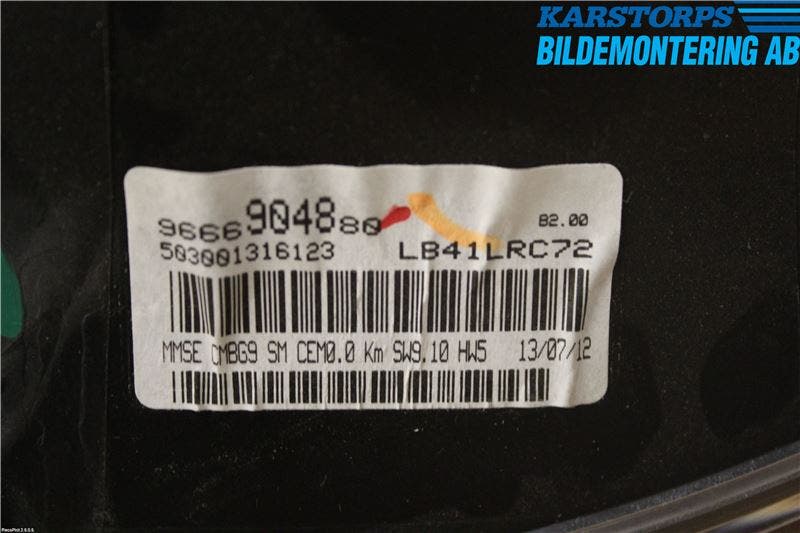 KARSTORPS
BILDEMONTERING AB
9666904880 B2.00
503001316123 LB41LRC72
MMSE CMBG9 SM CEM0.0 Km SW9.10 HW5 13/07/12